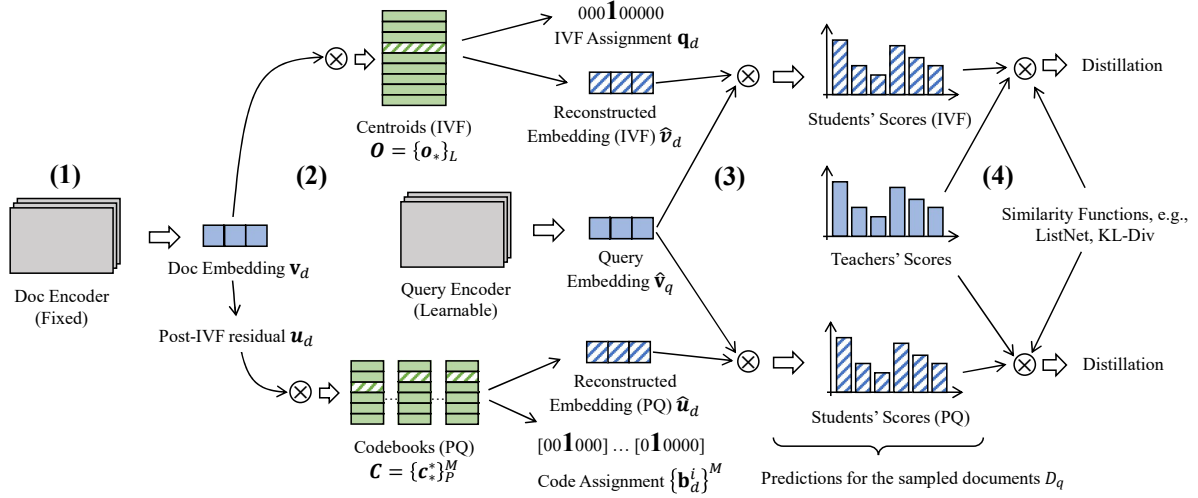 (1)
Doc Encoder
(Fixed)
(2)
Doc Embedding 𝐯_d
Post-IVF residual 𝒖_d
Centroids (IVF)
𝑶 = {𝒐_*}_L
000100000
IVF Assignment 𝐪_d
Reconstructed
Embedding (IVF) 𝒗̂_d
Query Encoder
(Learnable)
Query
Embedding 𝐯̂_q
(3)
Codebooks (PQ)
𝑪 = {𝒄_*^*}_P^M
Reconstructed
Embedding (PQ) 𝒖̂_d
[001000] … [010000]
Code Assignment {𝐛_d^i}^M
Students' Scores (IVF)
Teachers' Scores
Students' Scores (PQ)
Predictions for the sampled documents D_q
(4)
Distillation
Similarity Functions, e.g.,
ListNet, KL-Div
Distillation